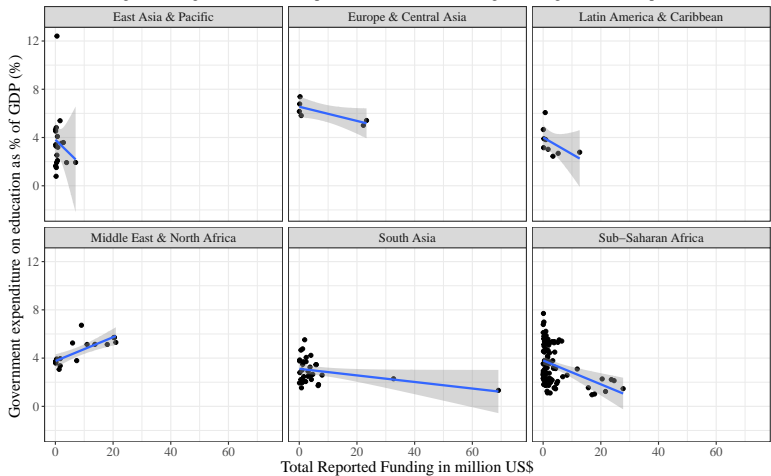 East Asia & Pacific
Europe & Central Asia
Latin America & Caribbean
12
8
4
0
Middle East & North Africa
South Asia
Sub−Saharan Africa
12
8
4
0
0 20 40 60
0 20 40 60
0 20 40 60
Total Reported Funding in million US$
Government expenditure on education as % of GDP (%)